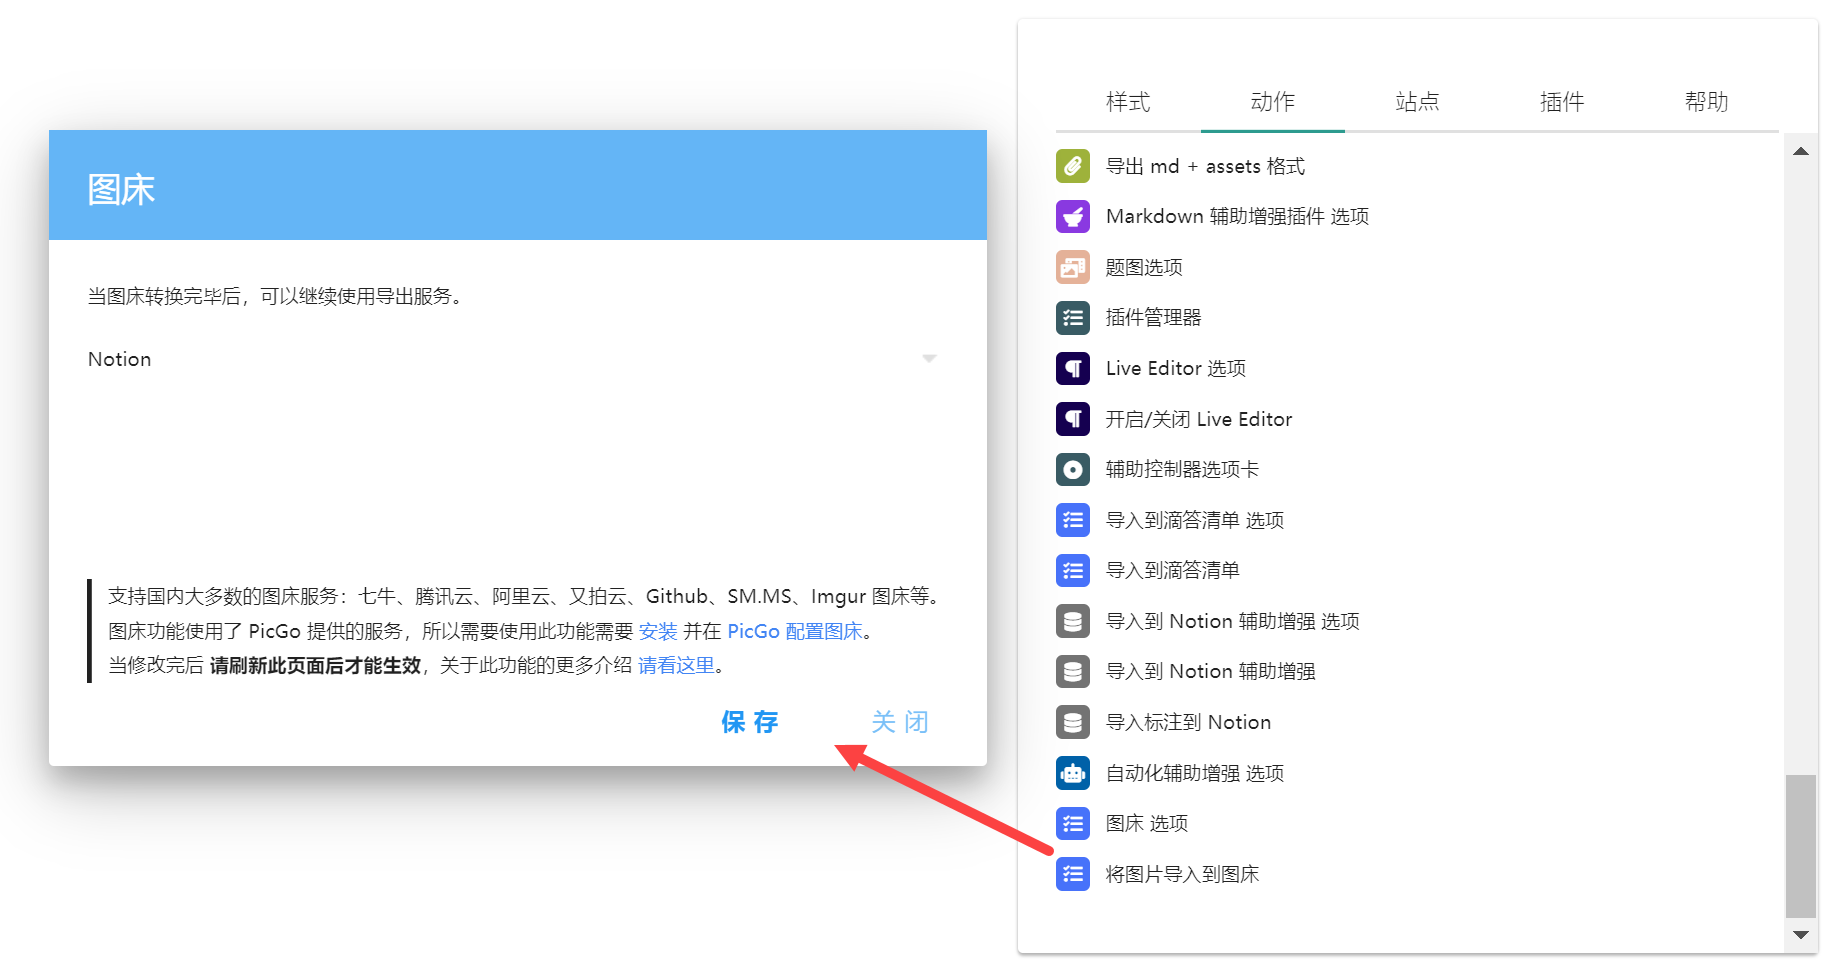 图床
当图床转换完毕后，可以继续使用导出服务。
Notion
支持国内大多数的图床服务：七牛、腾讯云、阿里云、又拍云、Github、SM.MS、Imgur 图床等。
图床功能使用了 PicGo 提供的服务，所以需要使用此功能需要 安装 并在 PicGo 配置图床。
当修改完后 请刷新此页面后才能生效，关于此功能的更多介绍 请看这里。
保存 关闭
样式 动作 站点 插件 帮助
导出 md + assets 格式
Markdown 辅助增强插件 选项
题图选项
插件管理器
Live Editor 选项
开启/关闭 Live Editor
辅助控制器选项卡
导入到滴答清单 选项
导入到滴答清单
导入到 Notion 辅助增强 选项
导入到 Notion 辅助增强
导入标注到 Notion
自动化辅助增强 选项
图床 选项
将图片导入到图床